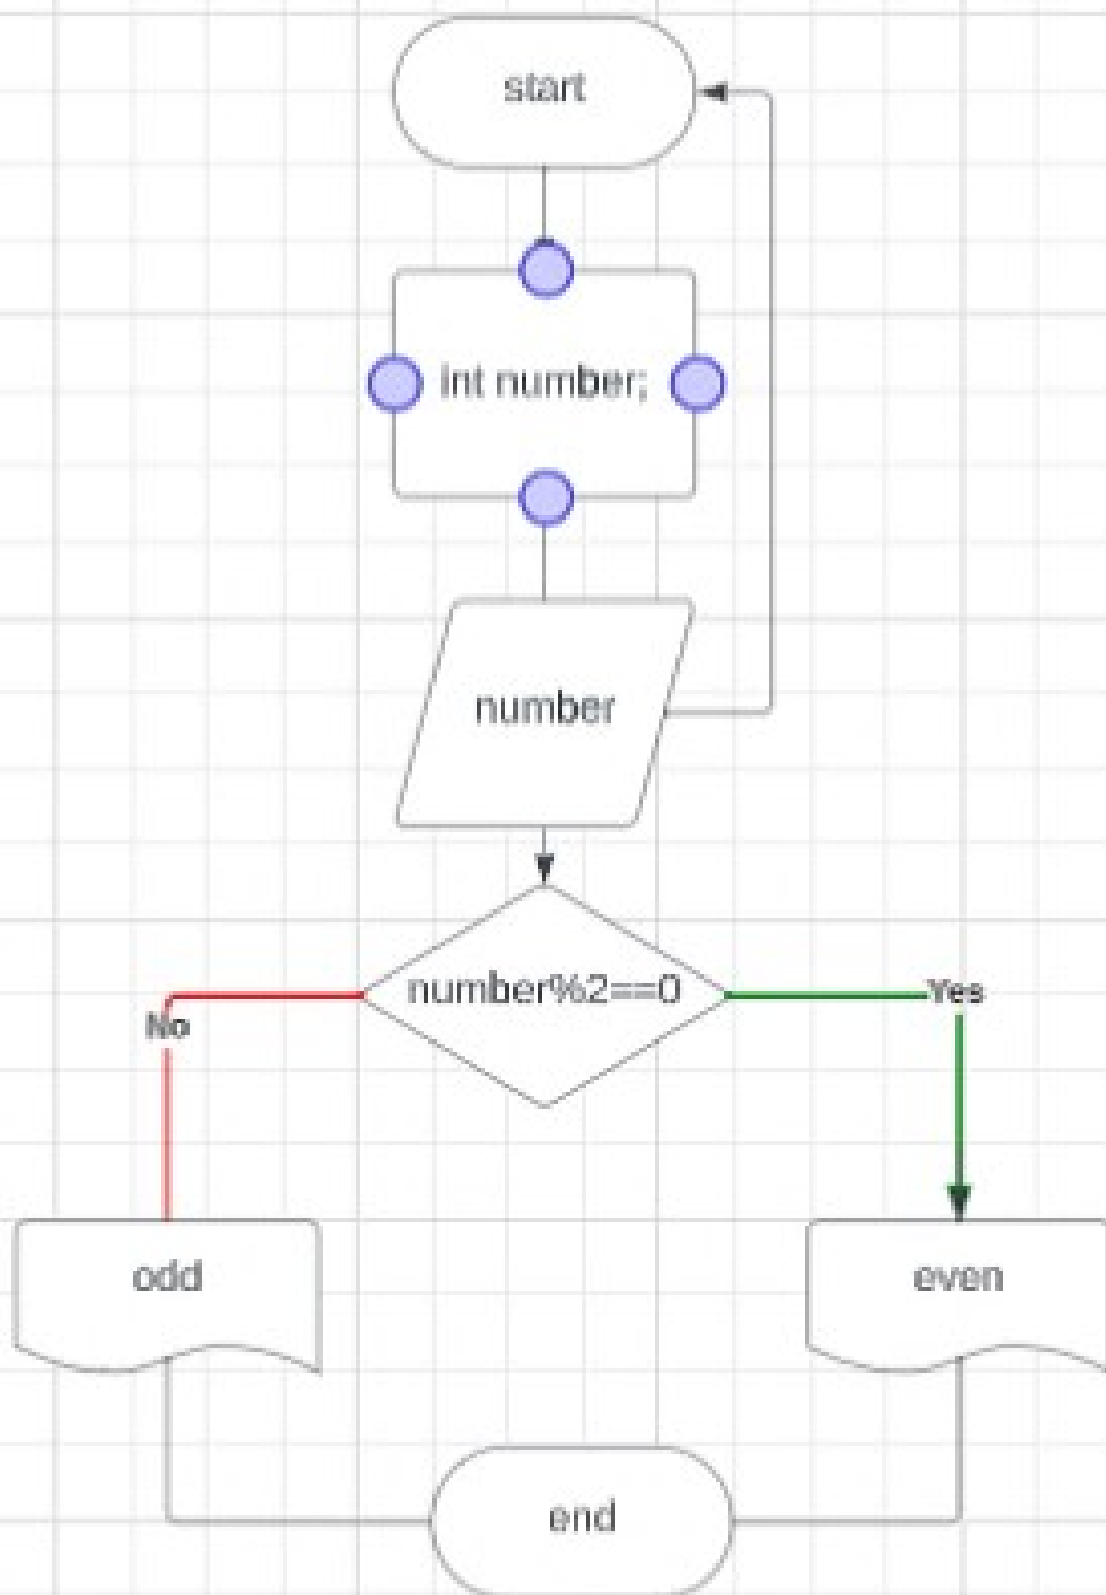 start
int number;
number
number%2==0
No
Yes
odd
even
end